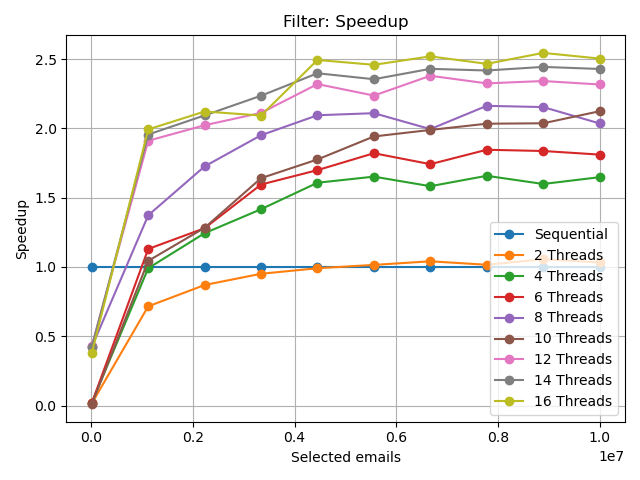 Filter: Speedup
Speedup
2.5
2.0
1.5
1.0
0.5
0.0
Sequential
2 Threads
4 Threads
6 Threads
8 Threads
10 Threads
12 Threads
14 Threads
16 Threads
0.0 0.2 0.4 0.6 0.8 1.0
1e7
Selected emails